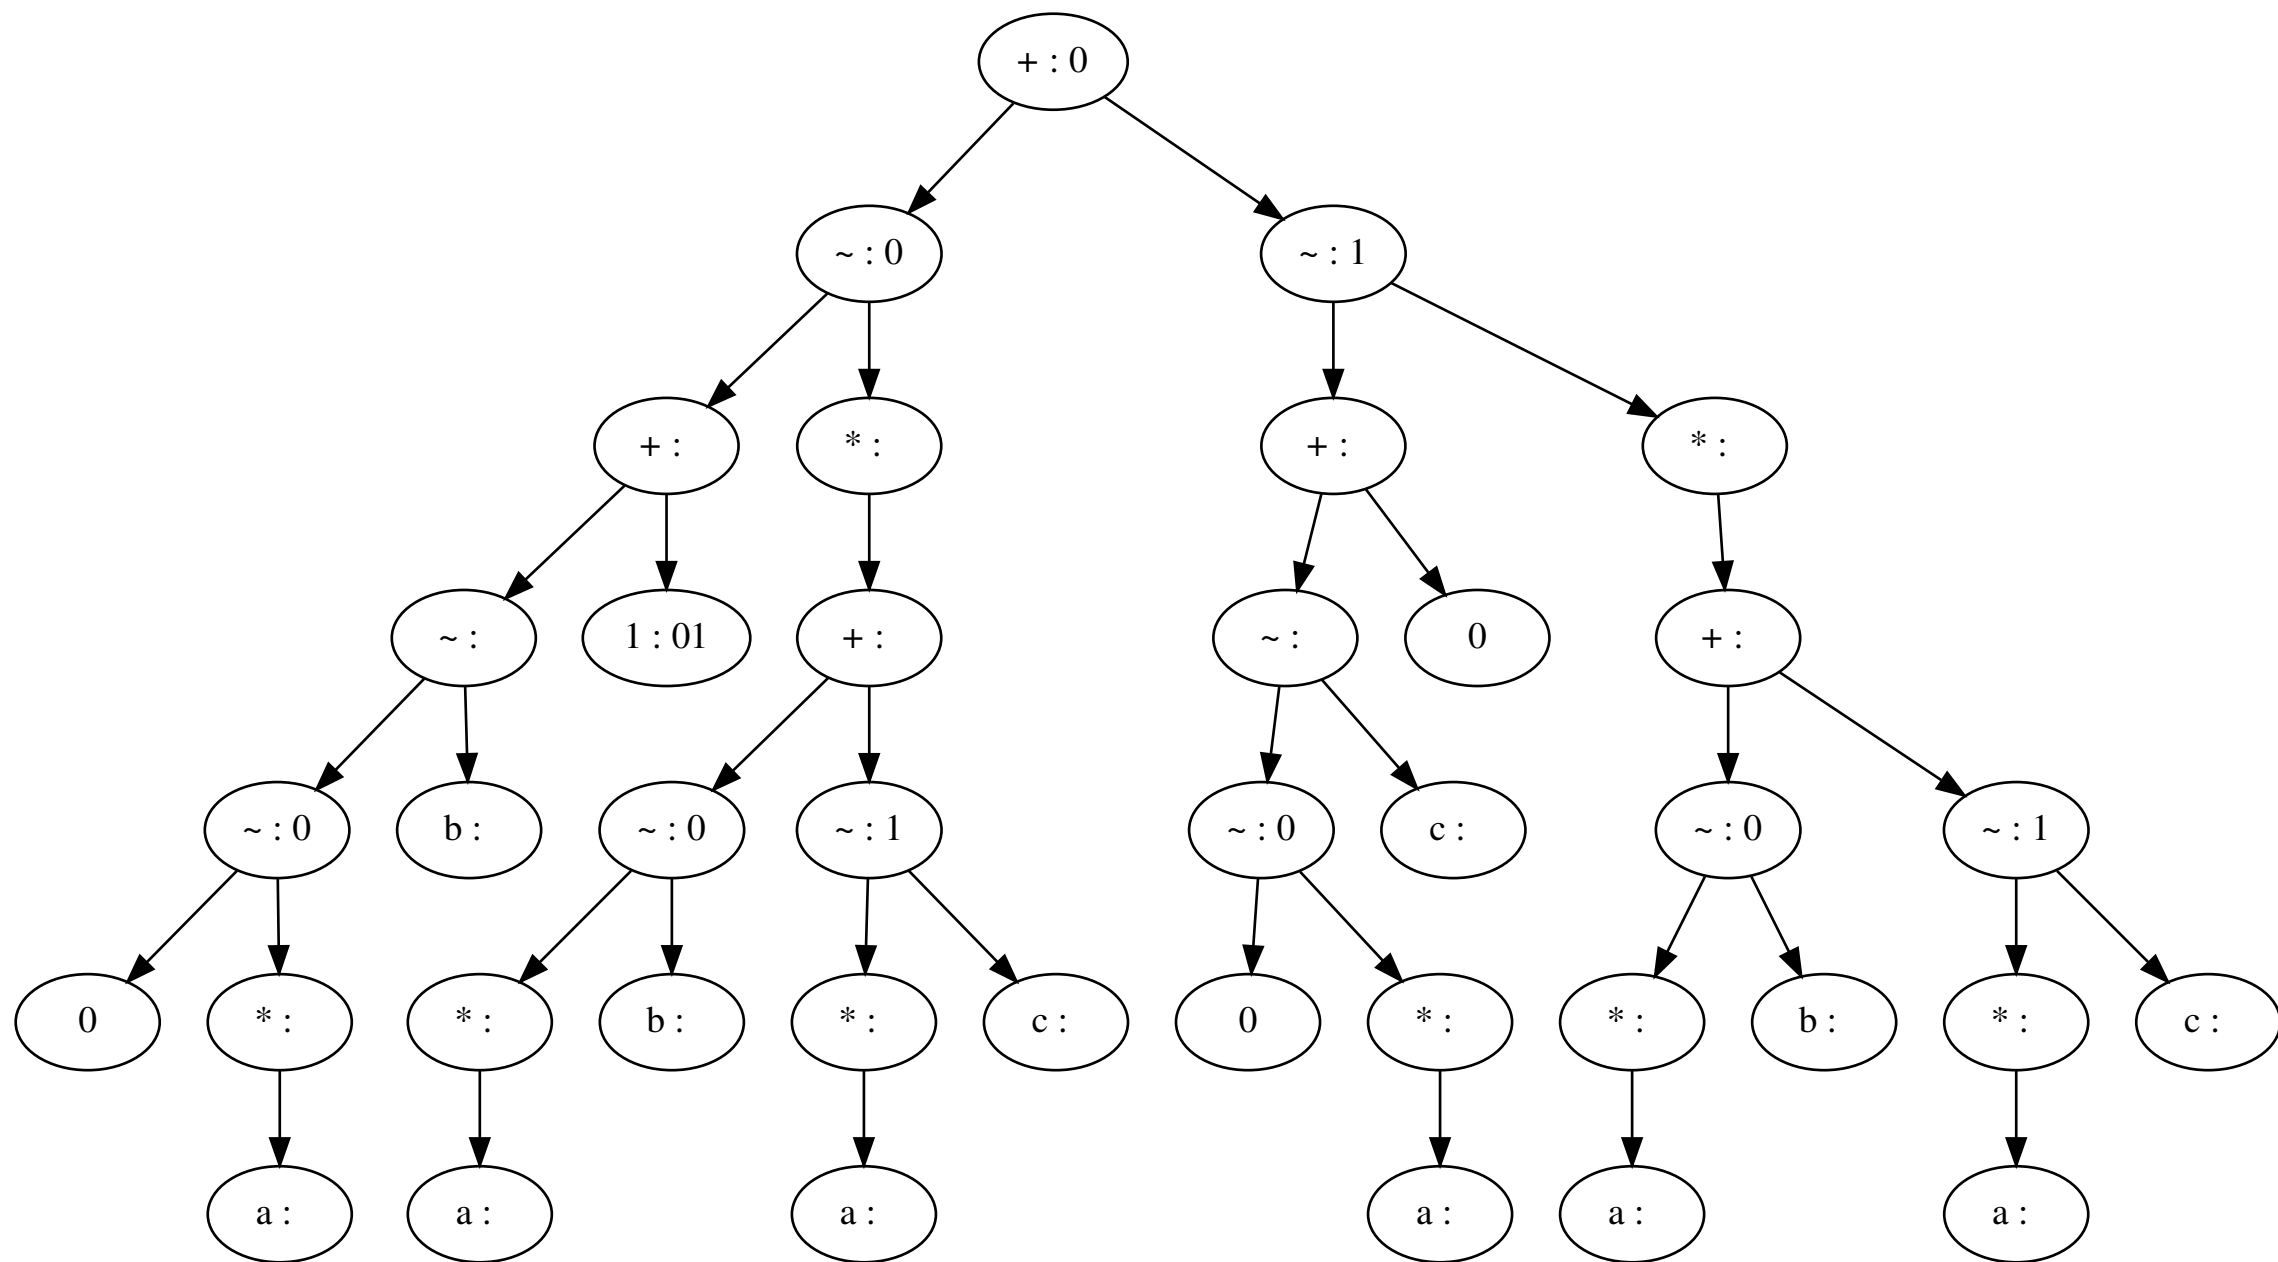 + : 0
~ : 0
~ : 1
+ :
* :
+ :
* :
~ :
1 : 01
+ :
~ :
0
+ :
~ : 0
b :
~ : 0
~ : 1
~ : 0
c :
~ : 0
~ : 1
0
* :
* :
b :
* :
c :
0
* :
* :
b :
* :
c :
a :
a :
a :
a :
a :
a :